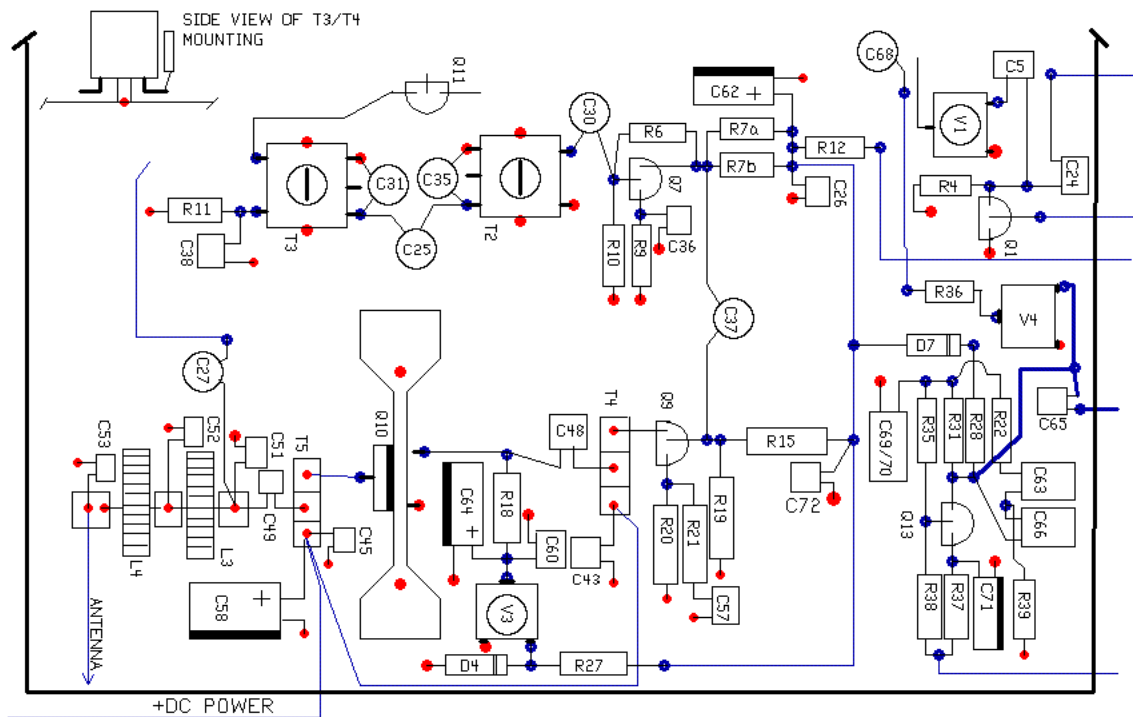 SIDE VIEW OF T3/T4
MOUNTING
Q11
C68
C5
C62 +
C30
R6
R7a
V1
R12
C31
C35
Q7
R7b
C26
R4
C24
R11
T3
C25
T2
C36
C38
R10
R9
Q1
R36
V4
C37
D7
C27
Q10
T4
Q9
C53
C52
C51
T5
C48
R15
C69/70
R35
R31
R28
R22
C65
C64 +
R18
C72
C63
C49
C45
C60
R20
R21
R19
Q13
C66
L4
L3
C43
C58 +
V3
C57
R38
R37
C71
R39
ANTENNA
D4
R27
+DC POWER